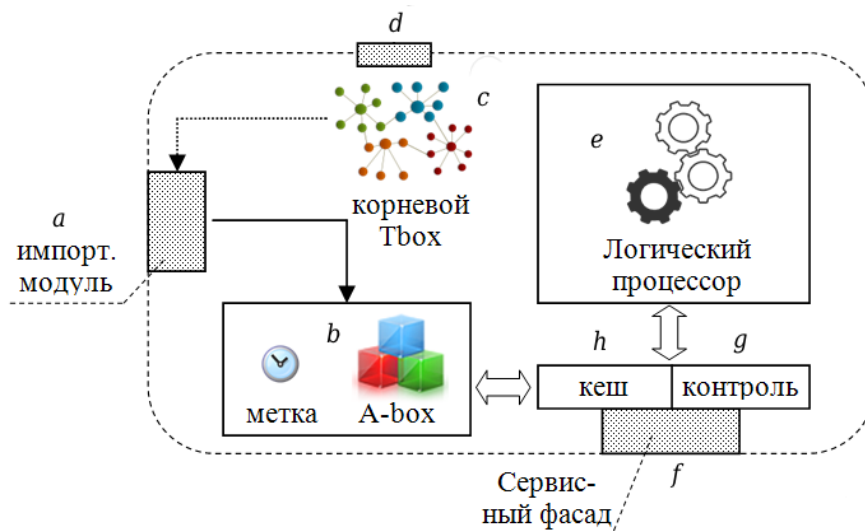 d
c
e
a
импорт.
модуль
корневой
Tbox
Логический
процессор
b
h
g
метка
A-box
кеш
контроль
Сервис-
ный фасад
f